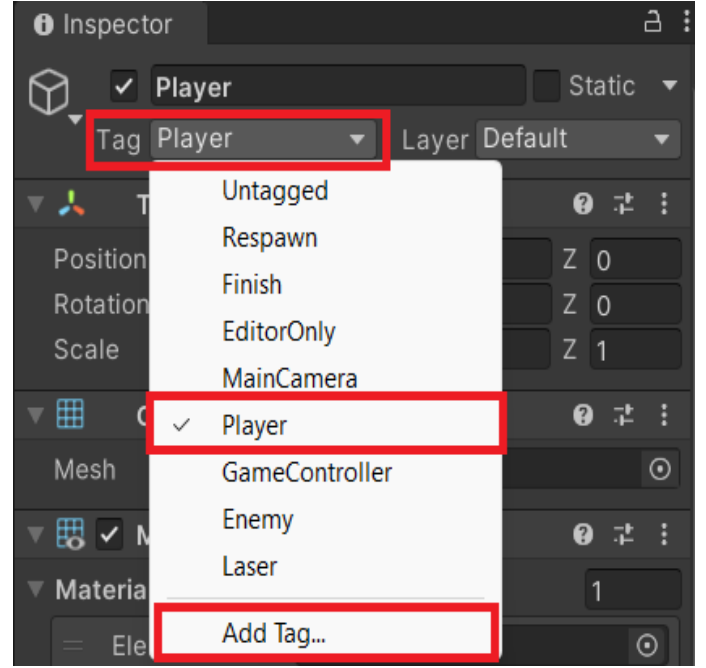 Inspector
Player
Static
Tag Player
Layer Default
Untagged
Respawn
Finish
EditorOnly
MainCamera
Player
GameController
Enemy
Laser
Add Tag...
Position
Z 0
Rotation
Z 0
Scale
Z 1
Mesh
Materia
1
Ele